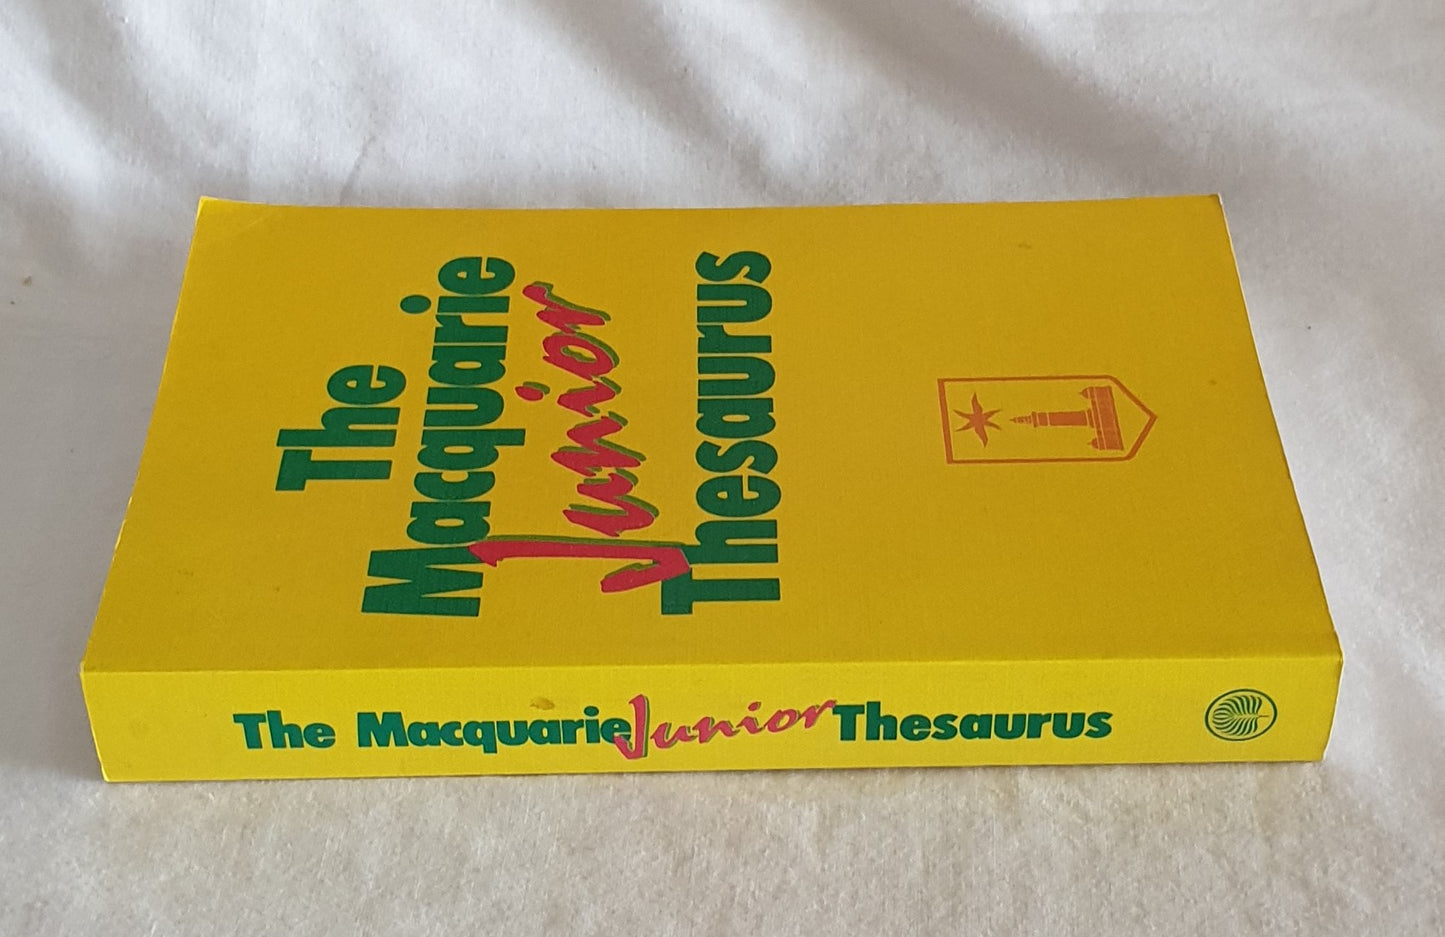 The
Macquarie
Junior
Thesaurus
The Macquarie Junior Thesaurus